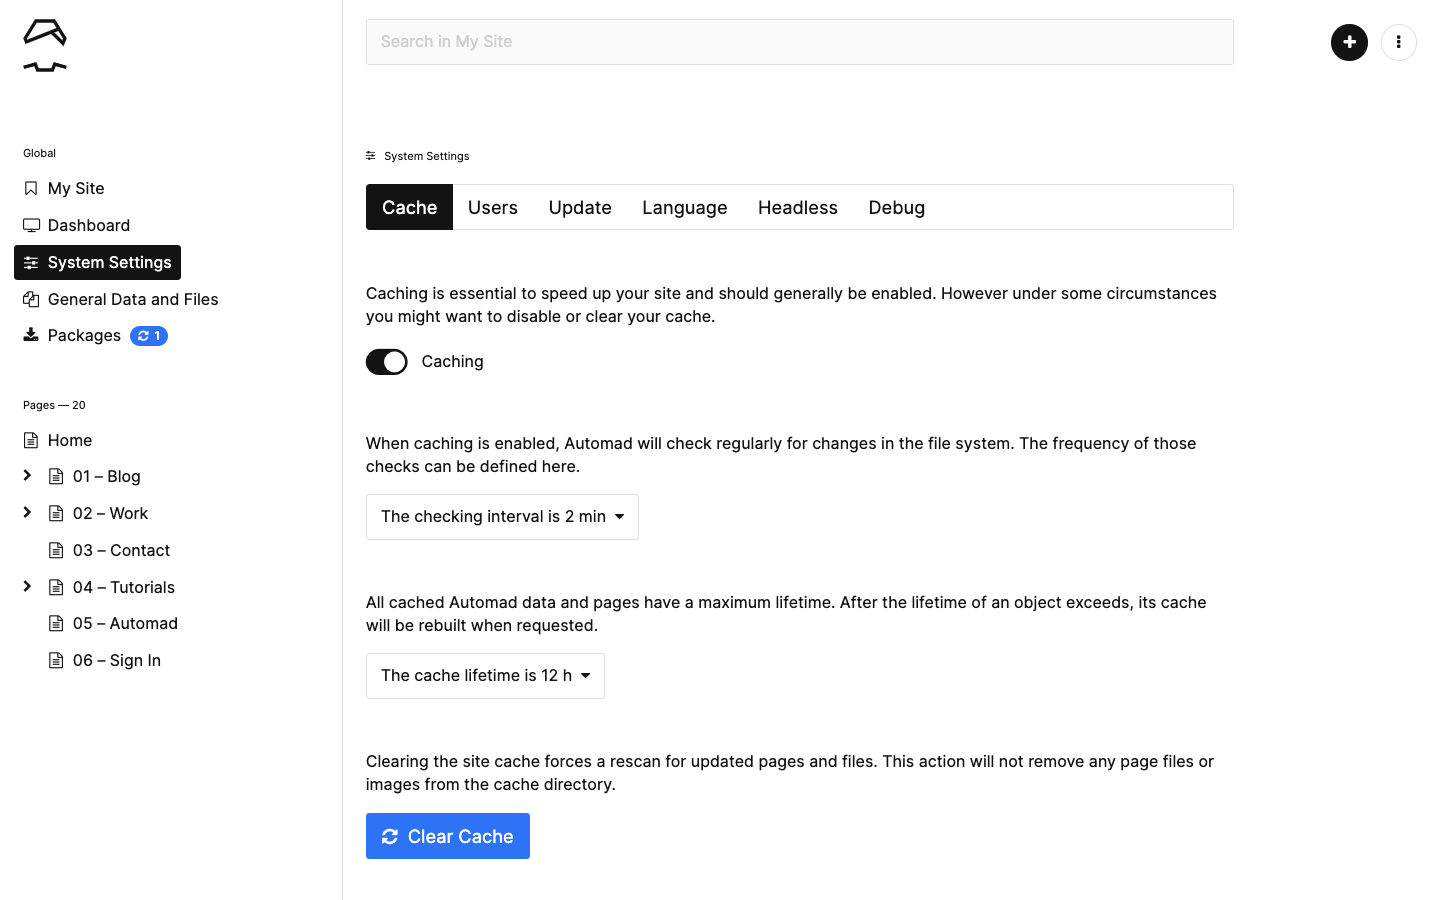 Search in My Site
Global
My Site
Dashboard
System Settings
General Data and Files
Packages 1
Pages — 20
Home
01 – Blog
02 – Work
03 – Contact
04 – Tutorials
05 – Automad
06 – Sign In
System Settings
Cache Users Update Language Headless Debug
Caching is essential to speed up your site and should generally be enabled. However under some circumstances
you might want to disable or clear your cache.
Caching
When caching is enabled, Automad will check regularly for changes in the file system. The frequency of those
checks can be defined here.
The checking interval is 2 min
All cached Automad data and pages have a maximum lifetime. After the lifetime of an object exceeds, its cache
will be rebuilt when requested.
The cache lifetime is 12 h
Clearing the site cache forces a rescan for updated pages and files. This action will not remove any page files or
images from the cache directory.
Clear Cache